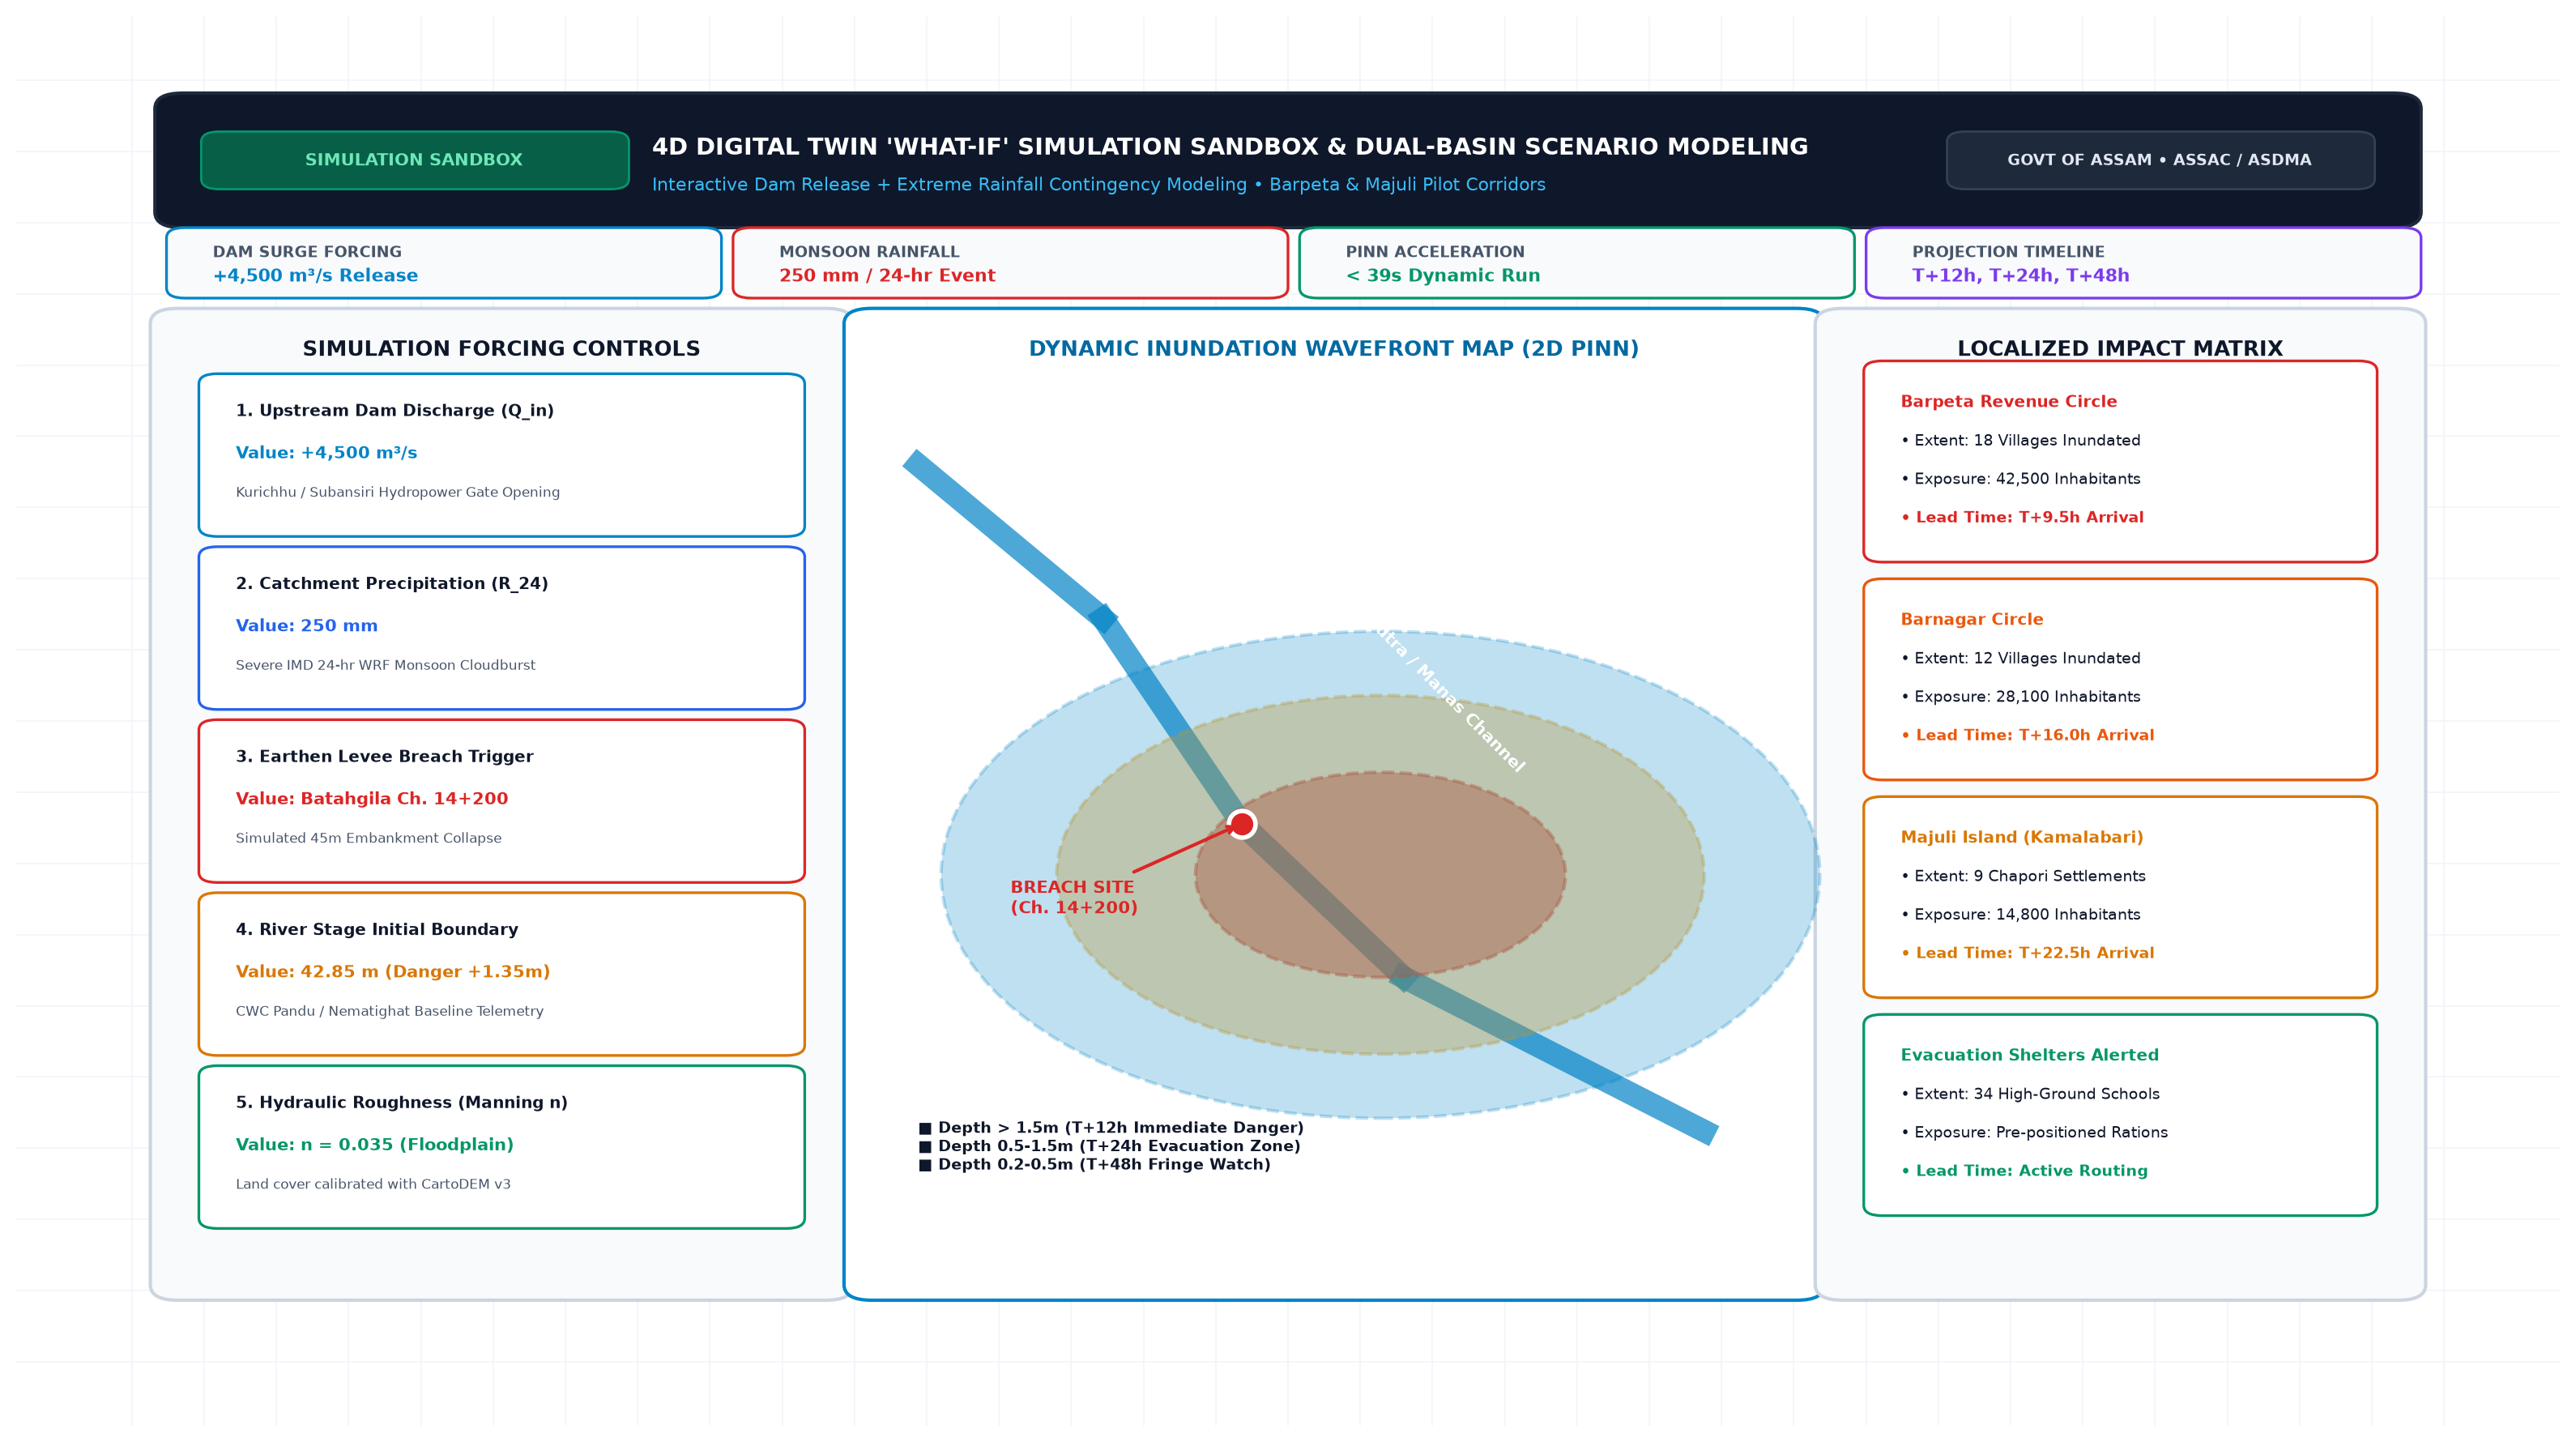 SIMULATION SANDBOX
4D DIGITAL TWIN 'WHAT-IF' SIMULATION SANDBOX & DUAL-BASIN SCENARIO MODELING
Interactive Dam Release + Extreme Rainfall Contingency Modeling • Barpeta & Majuli Pilot Corridors
GOVT OF ASSAM • ASSAC / ASDMA
DAM SURGE FORCING
+4,500 m³/s Release
MONSOON RAINFALL
250 mm / 24-hr Event
PINN ACCELERATION
< 39s Dynamic Run
PROJECTION TIMELINE
T+12h, T+24h, T+48h
SIMULATION FORCING CONTROLS
1. Upstream Dam Discharge (Q_in)
Value: +4,500 m³/s
Kurichhu / Subansiri Hydropower Gate Opening
2. Catchment Precipitation (R_24)
Value: 250 mm
Severe IMD 24-hr WRF Monsoon Cloudburst
3. Earthen Levee Breach Trigger
Value: Batahgila Ch. 14+200
Simulated 45m Embankment Collapse
4. River Stage Initial Boundary
Value: 42.85 m (Danger +1.35m)
CWC Pandu / Nematighat Baseline Telemetry
5. Hydraulic Roughness (Manning n)
Value: n = 0.035 (Floodplain)
Land cover calibrated with CartoDEM v3
DYNAMIC INUNDATION WAVEFRONT MAP (2D PINN)
/ Manas Channel
BREACH SITE
(Ch. 14+200)
■ Depth > 1.5m (T+12h Immediate Danger)
■ Depth 0.5-1.5m (T+24h Evacuation Zone)
■ Depth 0.2-0.5m (T+48h Fringe Watch)
LOCALIZED IMPACT MATRIX
Barpeta Revenue Circle
• Extent: 18 Villages Inundated
• Exposure: 42,500 Inhabitants
• Lead Time: T+9.5h Arrival
Barnagar Circle
• Extent: 12 Villages Inundated
• Exposure: 28,100 Inhabitants
• Lead Time: T+16.0h Arrival
Majuli Island (Kamalabari)
• Extent: 9 Chapori Settlements
• Exposure: 14,800 Inhabitants
• Lead Time: T+22.5h Arrival
Evacuation Shelters Alerted
• Extent: 34 High-Ground Schools
• Exposure: Pre-positioned Rations
• Lead Time: Active Routing